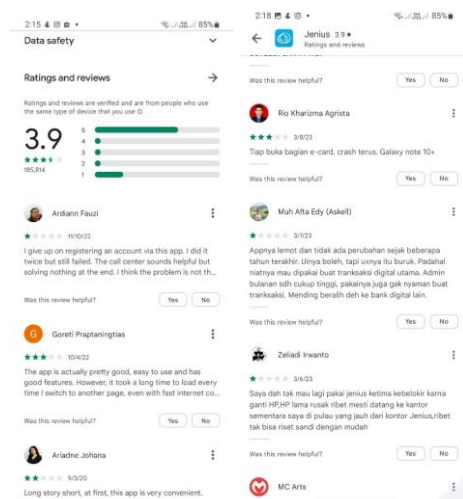 2:15
85%
Data safety
Ratings and reviews
Ratings and reviews are verified and are from people who use
the same type of device that you use
3.9
5
4
3
2
1
185,814
Ardiann Fauzi
11/10/22
I give up on registering an account via this app. I did it
twice but still failed. The call center sounds helpful but
solving nothing at the end. I think the problem is not th...
Was this review helpful?
Yes
No
G
Goreti Praptaningtias
10/4/22
The app is actually pretty good, easy to use and has
good features. However, it took a long time to load every
time I switch to another page, even with fast internet co...
Was this review helpful?
Yes
No
Ariadne Johana
9/3/20
Long story short, at first, this app is very convenient.
2:18
85%
Jenius 3.9★
Ratings and reviews
Was this review helpful?
Yes
No
Rio Kharizma Agrista
3/8/23
Tiap buka bagian e-card, crash terus. Galaxy note 10+
Was this review helpful?
Yes
No
Muh Afta Edy (Askell)
3/7/23
Appnya lemot dan tidak ada perubahan sejak beberapa
tahun terakhir. Uinya boleh, tapi uxnya itu buruk. Padahal
niatnya mau dipakai buat tranksaksi digital utama. Admin
bulanan sdh cukup tinggi, pakainya juga gak nyaman buat
tranksaksi. Mending beralih deh ke bank digital lain.
Was this review helpful?
Yes
No
Zeliadi Irwanto
3/6/23
Saya dah tak mau lagi pakai jenius ketima kebelokir karna
ganti HP,HP lama rusak ribet mesti datang ke kantor
sementara saya di pulau yang jauh dari kontor Jenius,ribet
tak bisa riset sandi dengan mudah
Was this review helpful?
Yes
No
MC Arts